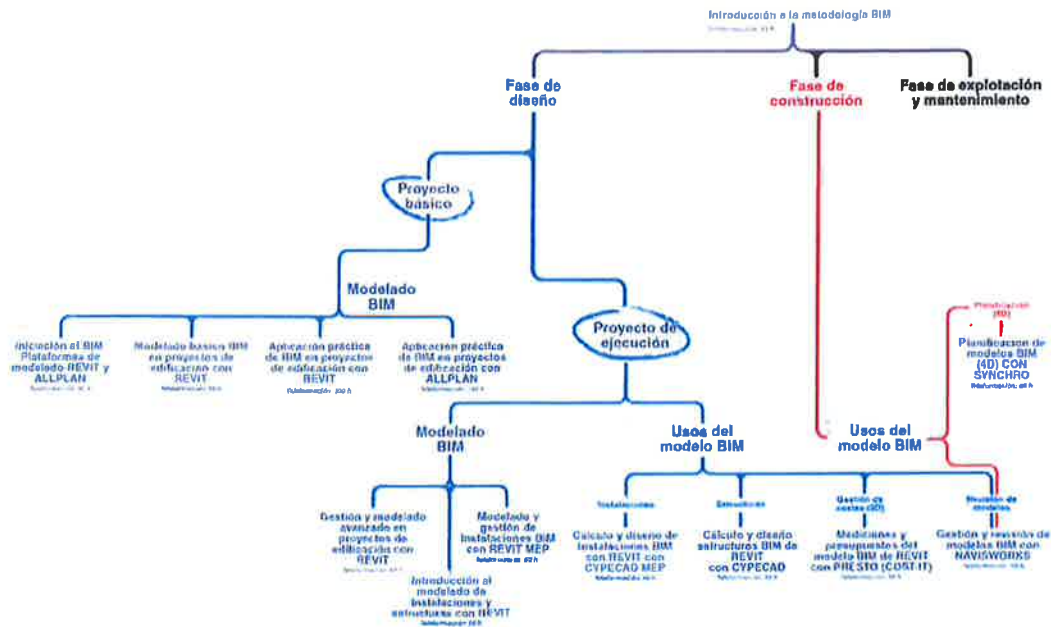 Introducción a la metodología BIM
Fase de
diseño
Fase de
construcción
Fase de explotación
y mantenimiento
Proyecto
básico
Modelado
BIM
Iniciación al BIM
Plataformas de
modelado REVIT y
ALLPLAN
Modelado básico BIM
en proyectos de
edificación con
REVIT
Aplicación práctica
de BIM en proyectos
de edificación con
REVIT
Aplicación práctica
de BIM en proyectos
de edificación con
ALLPLAN
Proyecto de
ejecución
Planificación
(4D)
Planificación de
modelos BIM
(4D) CON
SYNCHRO
Modelado
BIM
Usos del
modelo BIM
Usos del
modelo BIM
Gestión y modelado
avanzado en
proyectos de
edificación con
REVIT
Modelado y
gestión de
instalaciones BIM
con REVIT MEP
Introducción al
modelado de
instalaciones y
estructuras con REVIT
Instalaciones
Cálculo y diseño de
instalaciones BIM
con REVIT con
CYPECAD MEP
Estructuras
Cálculo y diseño
estructuras BIM de
REVIT
con CYPECAD
Gestión de
costes (5D)
Mediciones y
presupuestos del
modelo BIM de REVIT
con PRESTO (COST-IT)
Revisión de
modelos
Gestión y revisión de
modelos BIM con
NAVISWORKS